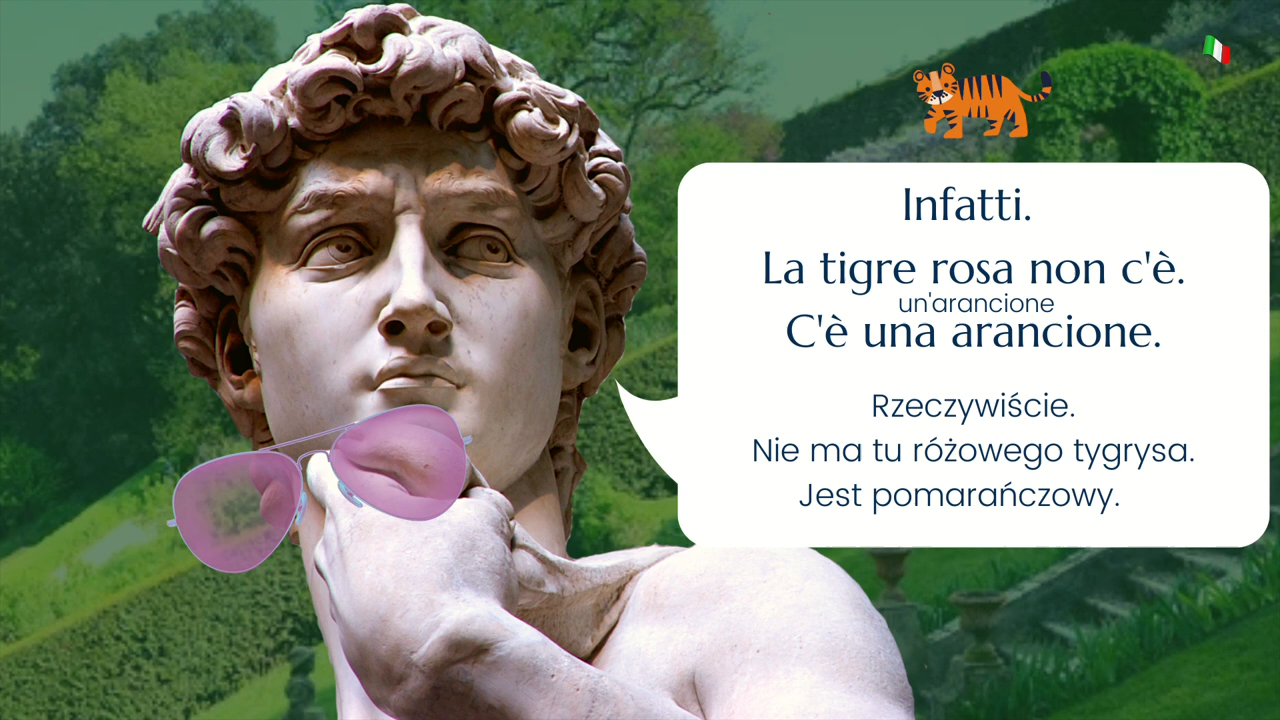 Infatti.
La tigre rosa non c'è.
un'arancione
C'è una arancione.
Rzeczywiście.
Nie ma tu różowego tygrysa.
Jest pomarańczowy.